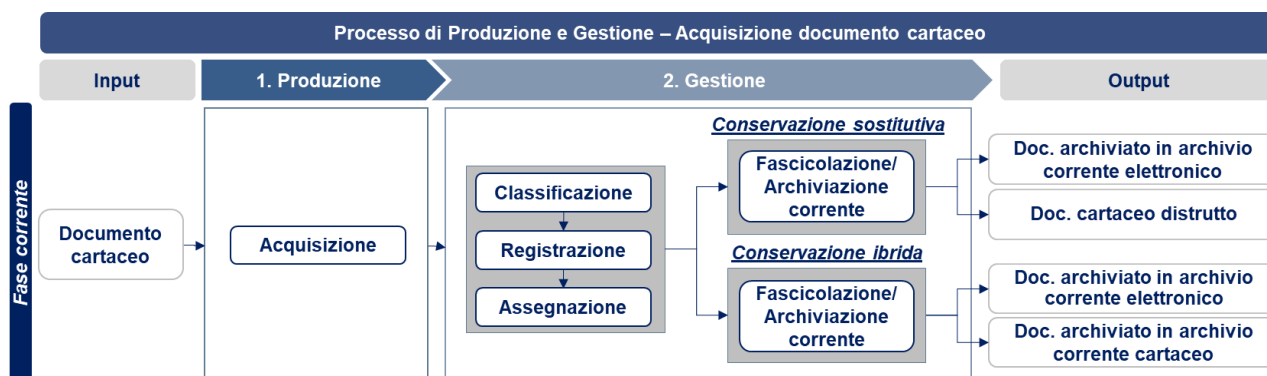 Processo di Produzione e Gestione – Acquisizione documento cartaceo
Input
1. Produzione
2. Gestione
Output
Fase corrente
Documento
cartaceo
Acquisizione
Classificazione
Registrazione
Assegnazione
Conservazione sostitutiva
Fascicolazione/
Archiviazione
corrente
Conservazione ibrida
Fascicolazione/
Archiviazione
corrente
Doc. archiviato in archivio
corrente elettronico
Doc. cartaceo distrutto
Doc. archiviato in archivio
corrente elettronico
Doc. archiviato in archivio
corrente cartaceo